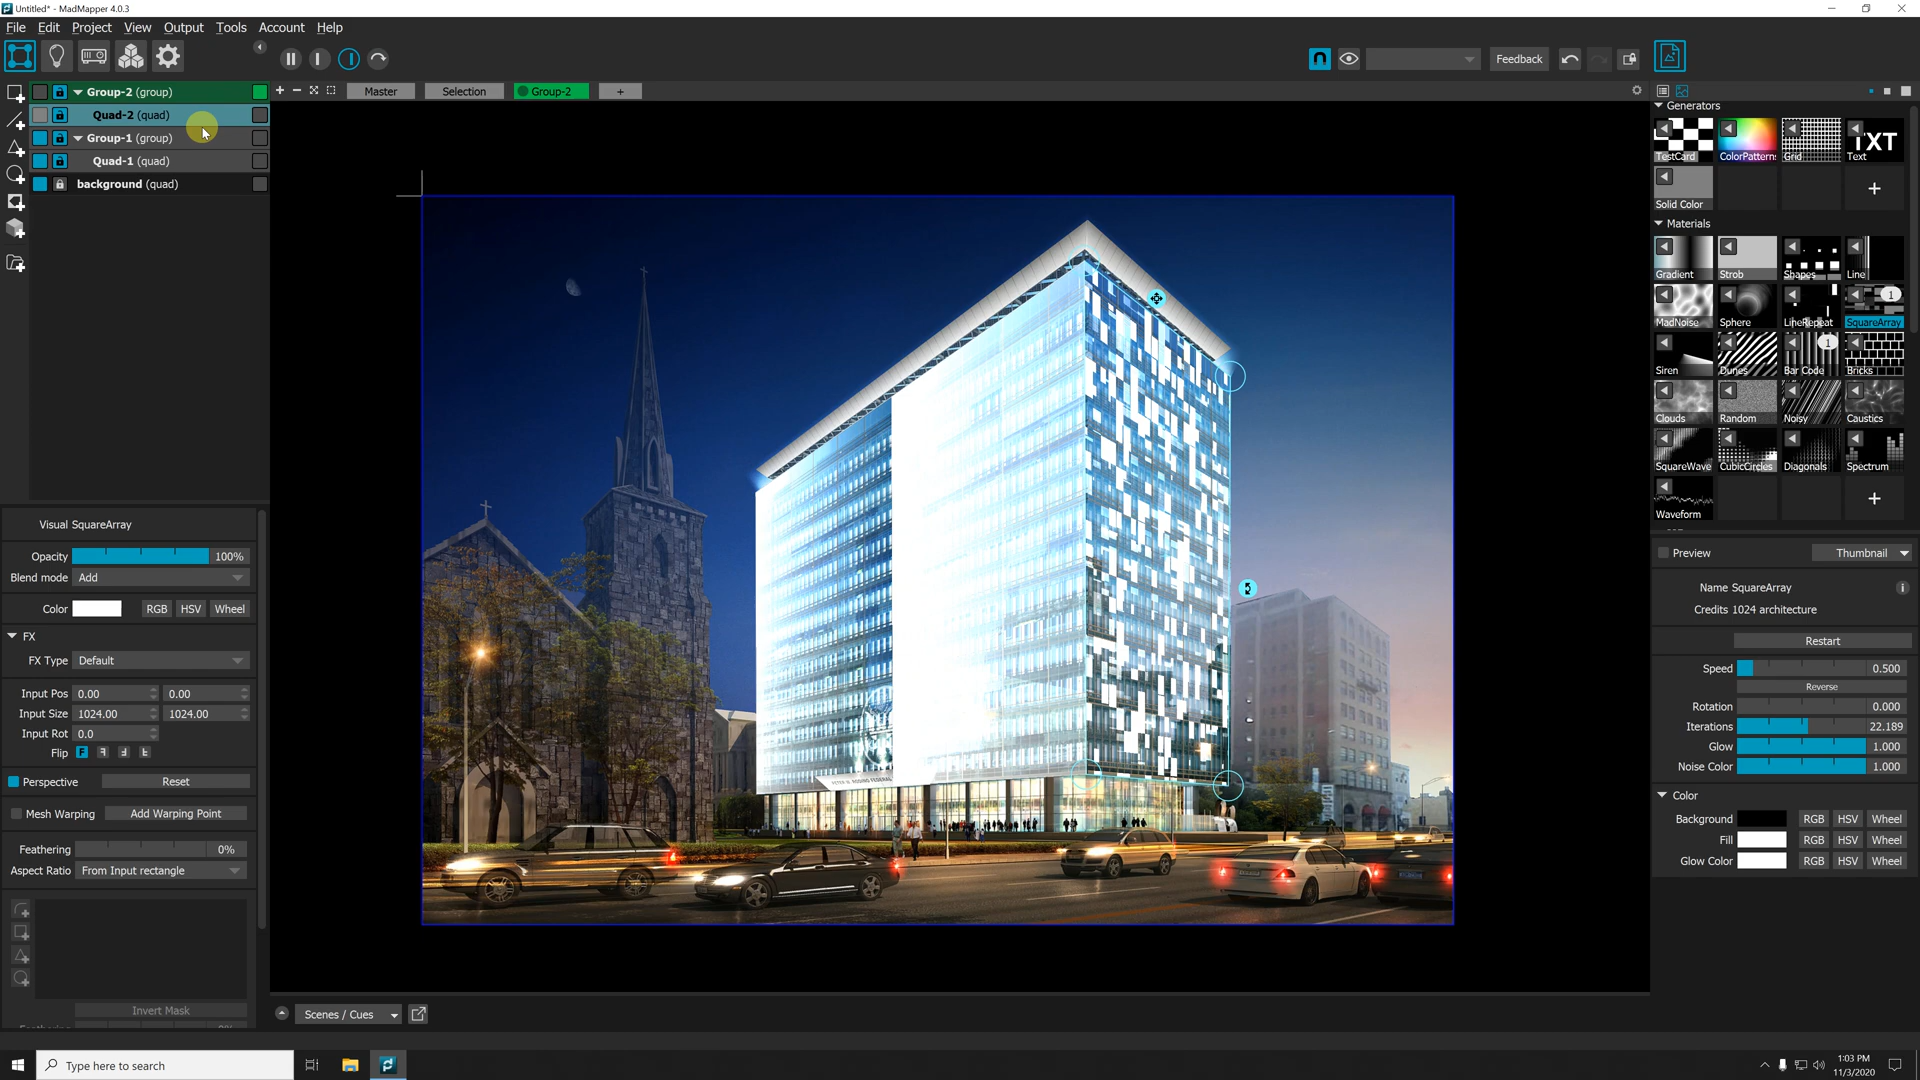 Untitled* - MadMapper 4.0.3
File Edit Project View Output Tools Account Help
Feedback
Group-2 (group)
Quad-2 (quad)
Group-1 (group)
Quad-1 (quad)
background (quad)
Master Selection Group-2 +
Generators
TestCard ColorPatterns Grid TXT Text
Solid Color +
Materials
Gradient Strob Shapes Line
MadNoise Sphere LineRepeat 1 SquareArray
Siren Dunes 1 Bar Code Bricks
Clouds Random Noisy Caustics
SquareWave CubicCircles Diagonals Spectrum
Waveform +
Visual SquareArray
Opacity 100%
Blend mode Add
Color RGB HSV Wheel
FX
FX Type Default
Input Pos 0.00 0.00
Input Size 1024.00 1024.00
Input Rot 0.0
Flip F F F F
Perspective Reset
Mesh Warping Add Warping Point
Feathering 0%
Aspect Ratio From Input rectangle
Invert Mask
Feathering 0%
Scenes / Cues
Preview Thumbnail
Name SquareArray
Credits 1024 architecture
Restart
Speed 0.500
Reverse
Rotation 0.000
Iterations 22.189
Glow 1.000
Noise Color 1.000
Color
Background RGB HSV Wheel
Fill RGB HSV Wheel
Glow Color RGB HSV Wheel
Type here to search
1:03 PM
11/3/2020